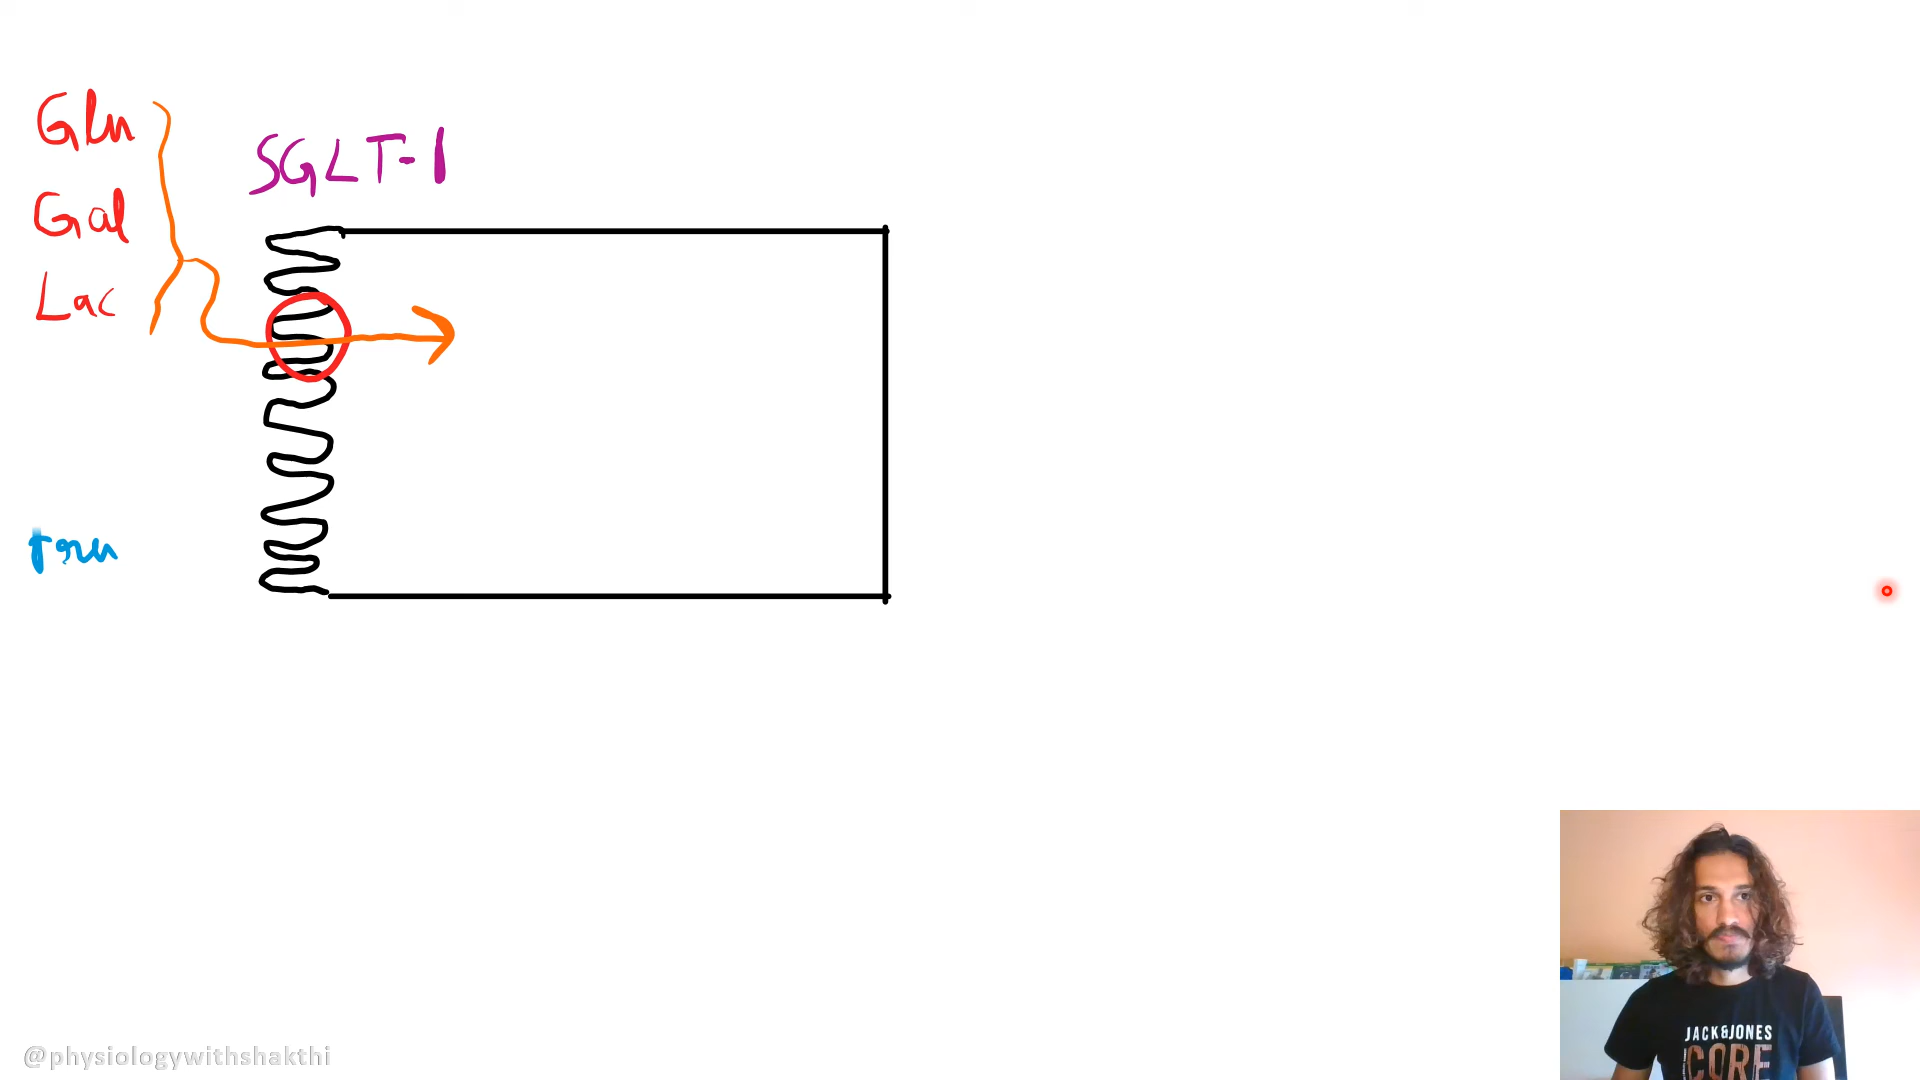 Glu
Gal
Lac
SGLT-1
Fru
JACK&JONES
CORE
@physiologywithshakthi